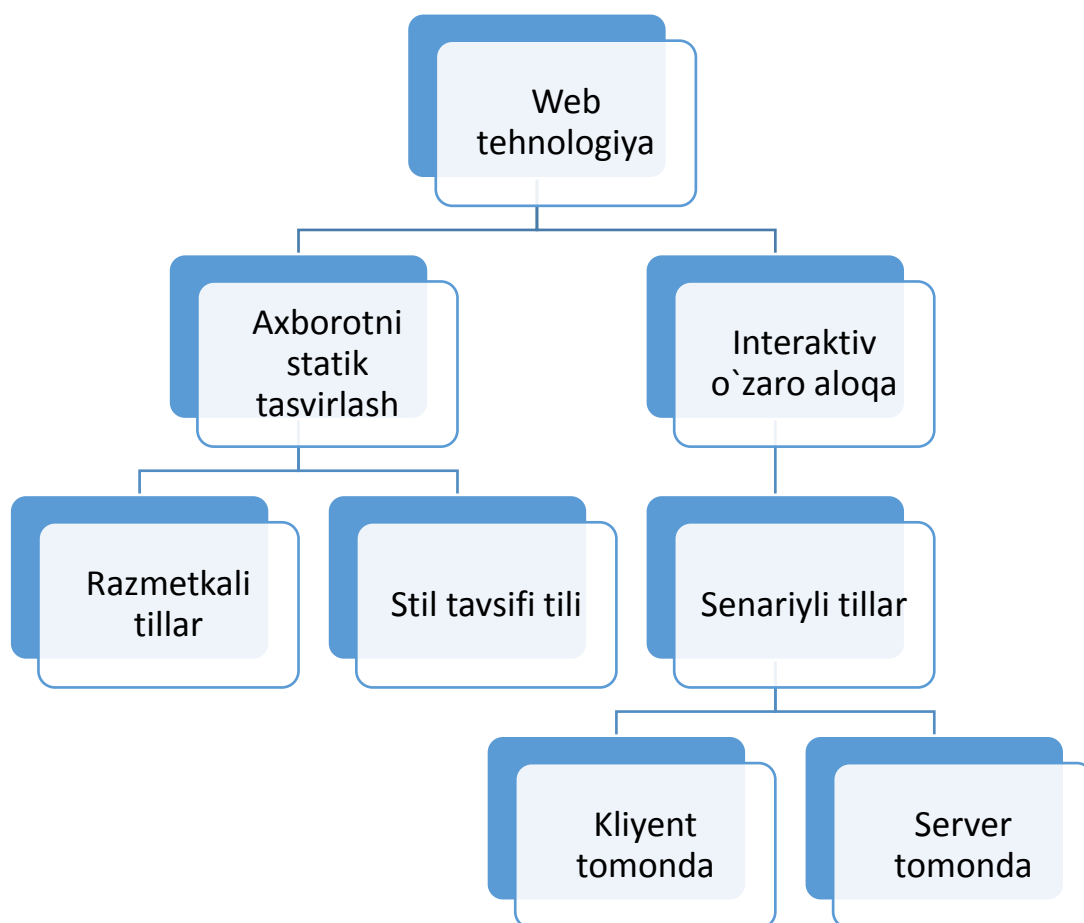 Web
tehnologiya
Axborotni
statik
tasvirlash
Interaktiv
o`zaro aloqa
Razmetkali
tillar
Stil tavsifi tili
Senariyli tillar
Kliyent
tomonda
Server
tomonda